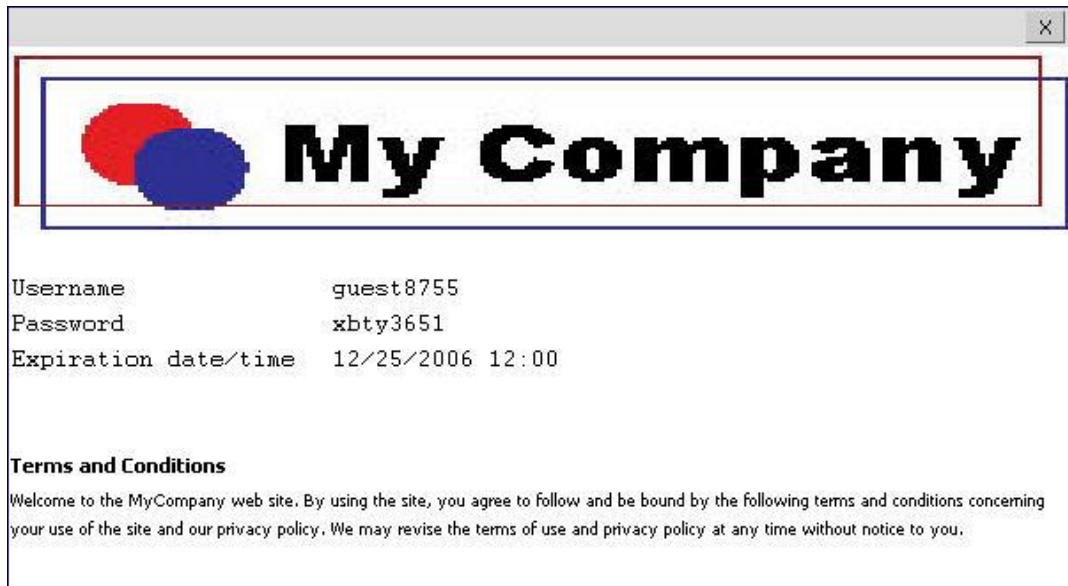 X
My Company
Username guest8755
Password xbty3651
Expiration date/time 12/25/2006 12:00
Terms and Conditions
Welcome to the MyCompany web site. By using the site, you agree to follow and be bound by the following terms and conditions concerning
your use of the site and our privacy policy. We may revise the terms of use and privacy policy at any time without notice to you.